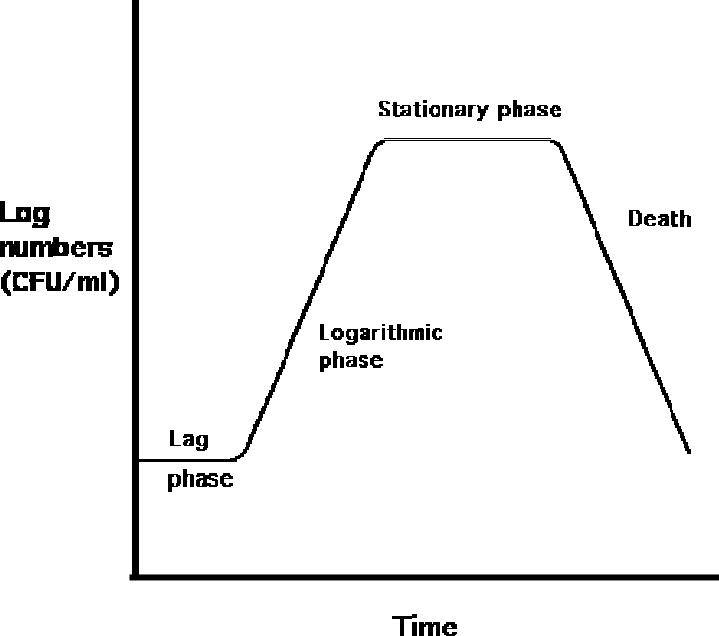 Stationary phase
Log
numbers
(CFU/ml)
Death
Logarithmic
phase
Lag
phase
Time